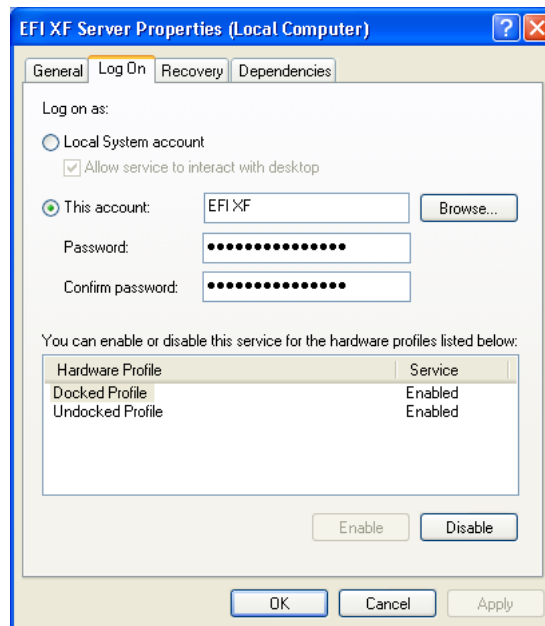 EFI XF Server Properties (Local Computer)
General Log On Recovery Dependencies
Log on as:
Local System account
Allow service to interact with desktop
This account: EFI XF Browse...
Password: •••••••••••••••
Confirm password: •••••••••••••••
You can enable or disable this service for the hardware profiles listed below:
Hardware Profile Service
Docked Profile Enabled
Undocked Profile Enabled
Enable Disable
OK Cancel Apply